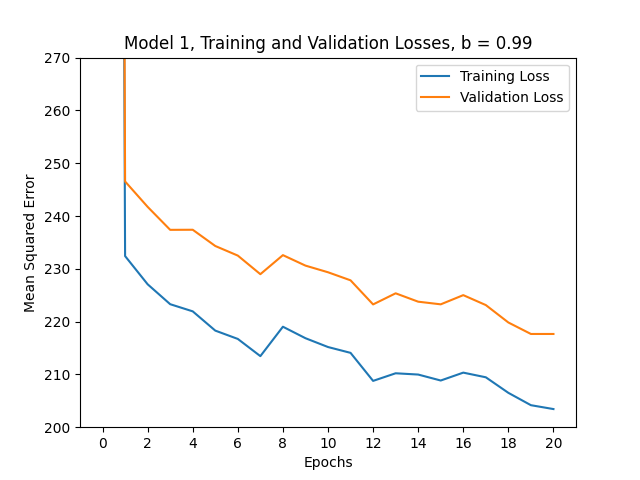 Model 1, Training and Validation Losses, b = 0.99
Training Loss
Validation Loss
Mean Squared Error
270
260
250
240
230
220
210
200
0 2 4 6 8 10 12 14 16 18 20
Epochs